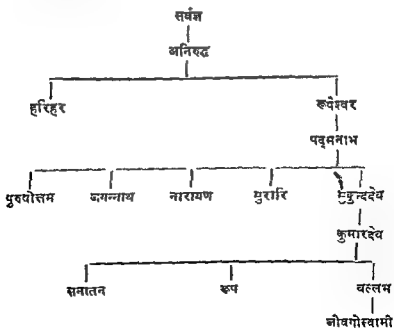 सर्वज्ञ
अनिरुद्ध
हरिहर रूपेश्वर
पद्मनाभ
पुरुषोत्तम जगन्नाथ नारायण मुरारि मुकुन्ददेव
कुमारदेव
सनातन रूप वल्लभ
जीवगोस्वामी